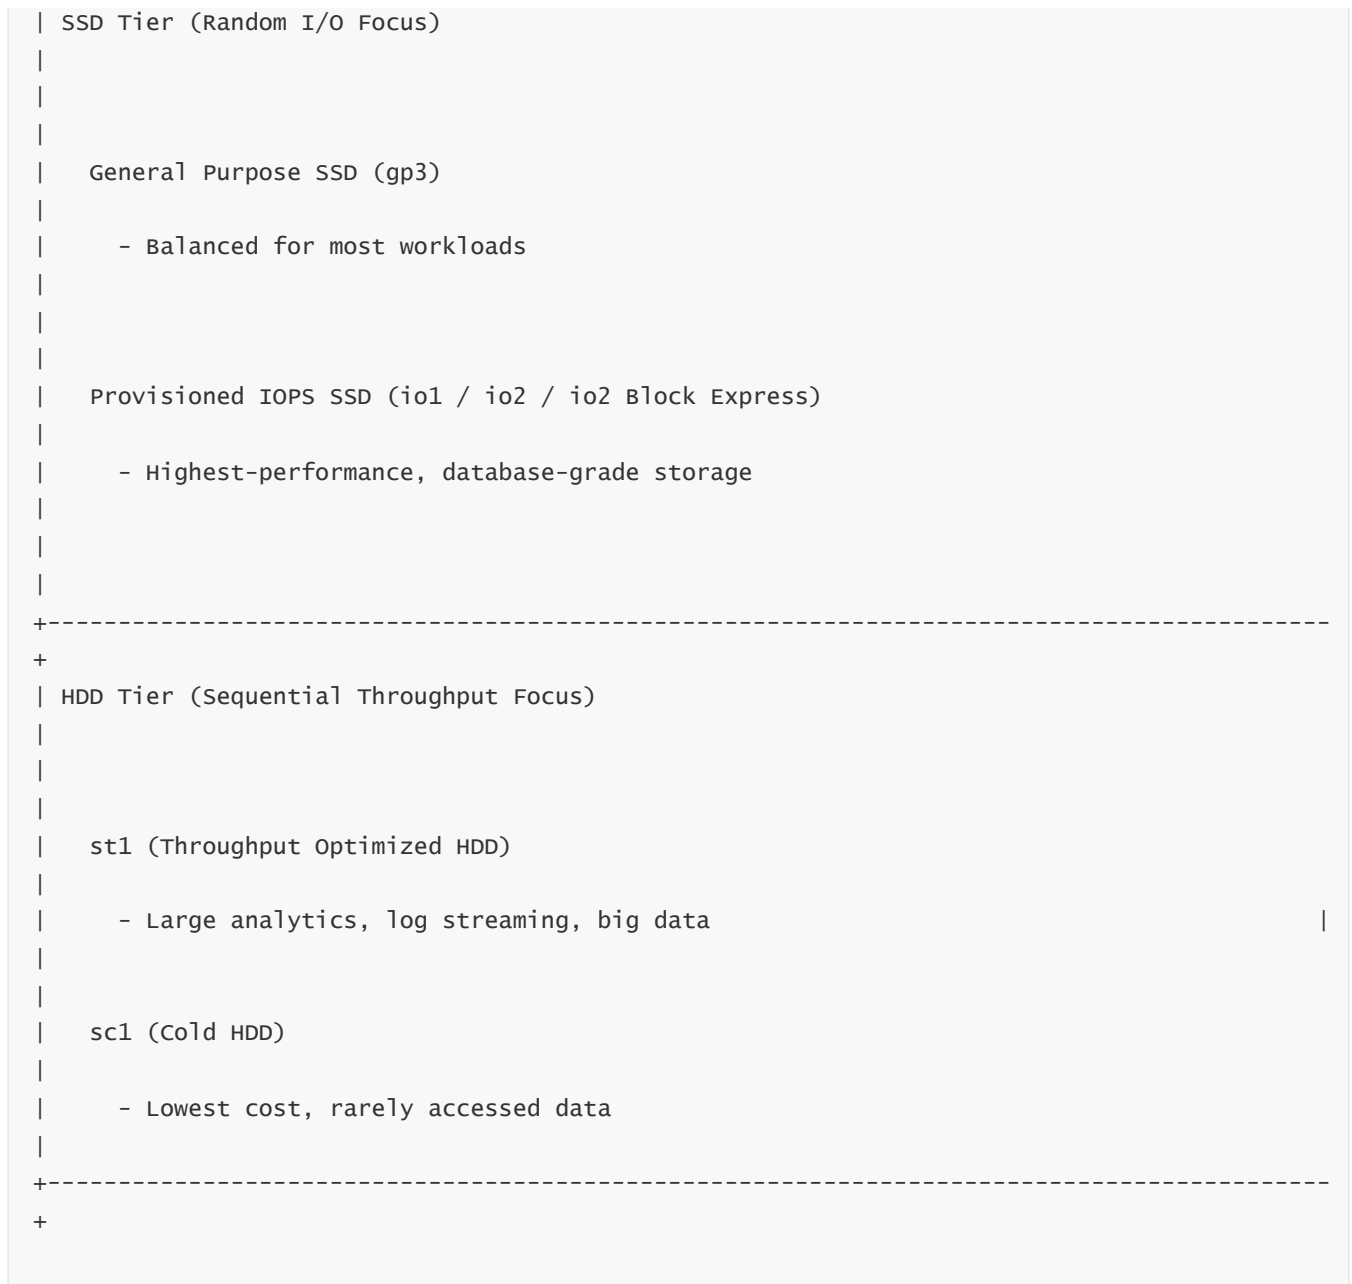 | SSD Tier (Random I/O Focus)
|
|
|
|   General Purpose SSD (gp3)
|
|     - Balanced for most workloads
|
|
|
|   Provisioned IOPS SSD (io1 / io2 / io2 Block Express)
|
|     - Highest-performance, database-grade storage
|
|
|
+-------------------------------------------------------------------------------------------
+
| HDD Tier (Sequential Throughput Focus)
|
|
|
|   st1 (Throughput Optimized HDD)
|
|     - Large analytics, log streaming, big data                                           |
|
|
|   sc1 (Cold HDD)
|
|     - Lowest cost, rarely accessed data
|
+-------------------------------------------------------------------------------------------
+